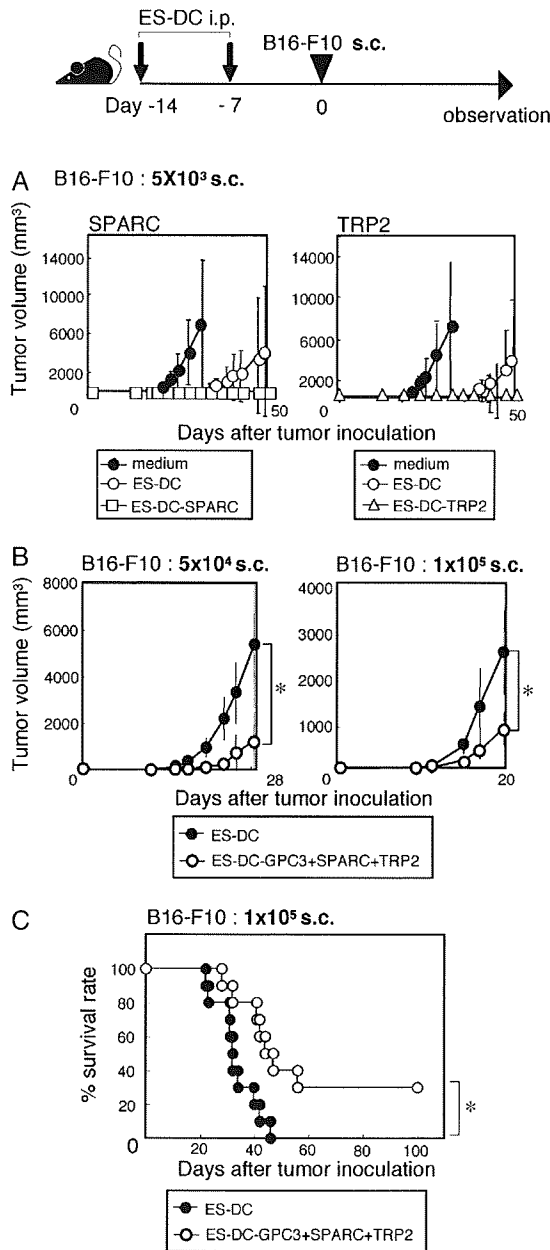 ES-DC i.p.
B16-F10 s.c.
Day -14 - 7 0 observation
A B16-F10 : 5X10³ s.c.
SPARC TRP2
Tumor volume (mm³)
14000 14000
10000 10000
6000 6000
2000 2000
0 50 0 50
Days after tumor inoculation
medium medium
ES-DC ES-DC
ES-DC-SPARC ES-DC-TRP2
B B16-F10 : 5x10⁴ s.c. B16-F10 : 1x10⁵ s.c.
Tumor volume (mm³)
8000 4000
6000 3000
4000 2000
2000 1000
* *
0 28 0 20
Days after tumor inoculation
ES-DC
ES-DC-GPC3+SPARC+TRP2
C B16-F10 : 1x10⁵ s.c.
% survival rate
100
80
60
40
20
*
0 20 40 60 80 100
Days after tumor inoculation
ES-DC
ES-DC-GPC3+SPARC+TRP2